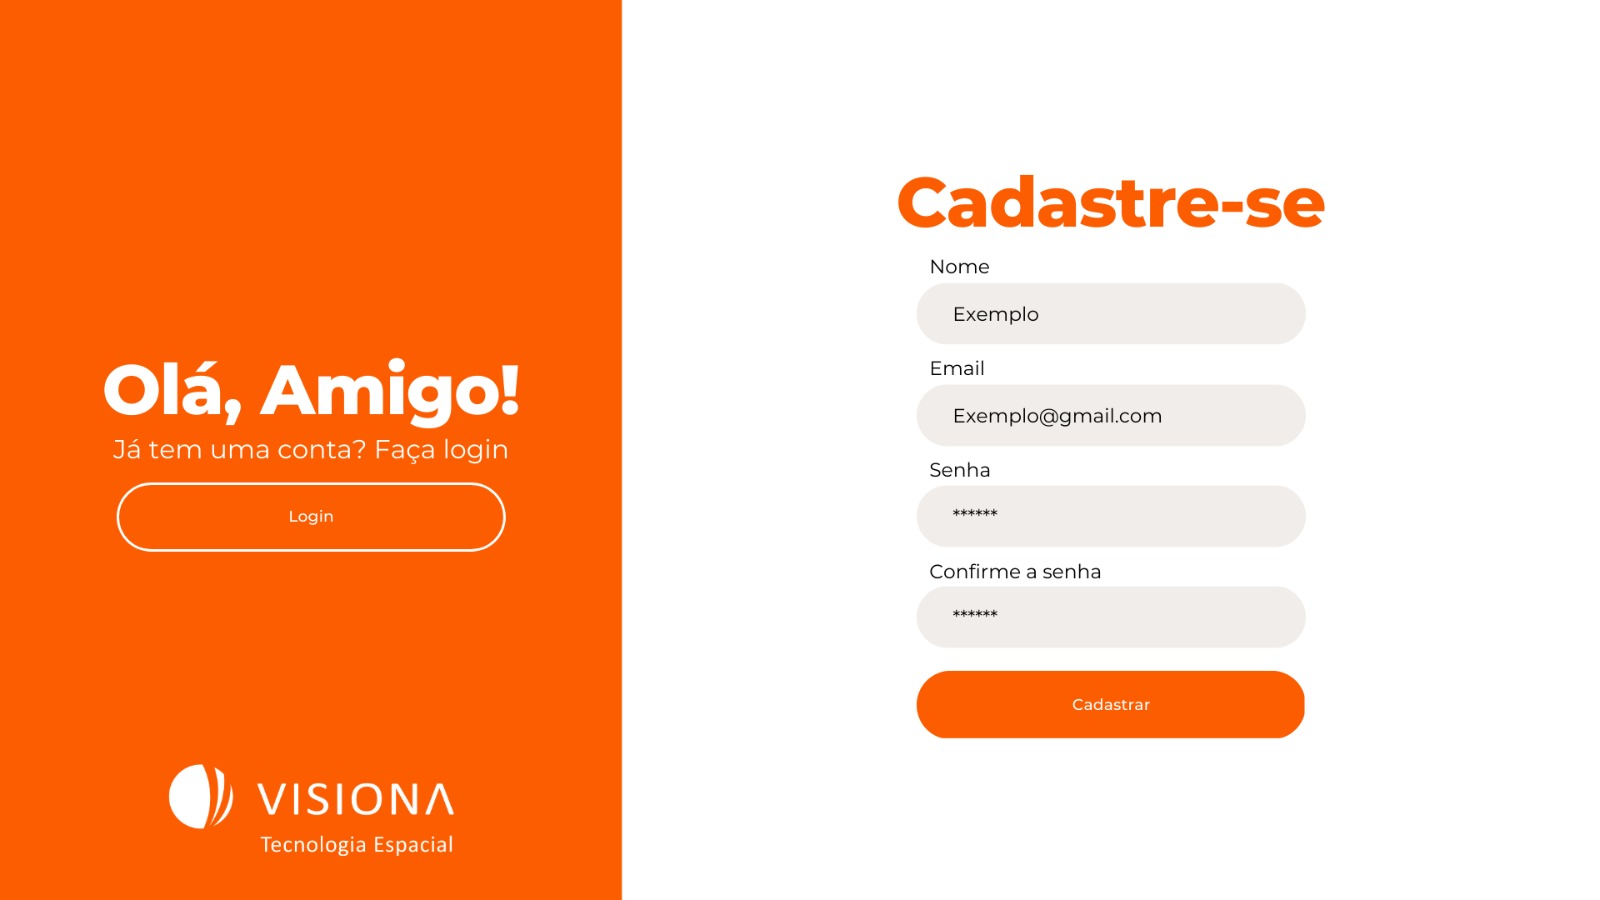 Olá, Amigo!
Já tem uma conta? Faça login
Login
VISIONA
Tecnologia Espacial
Cadastre-se
Nome
Exemplo
Email
Exemplo@gmail.com
Senha
******
Confirme a senha
******
Cadastrar